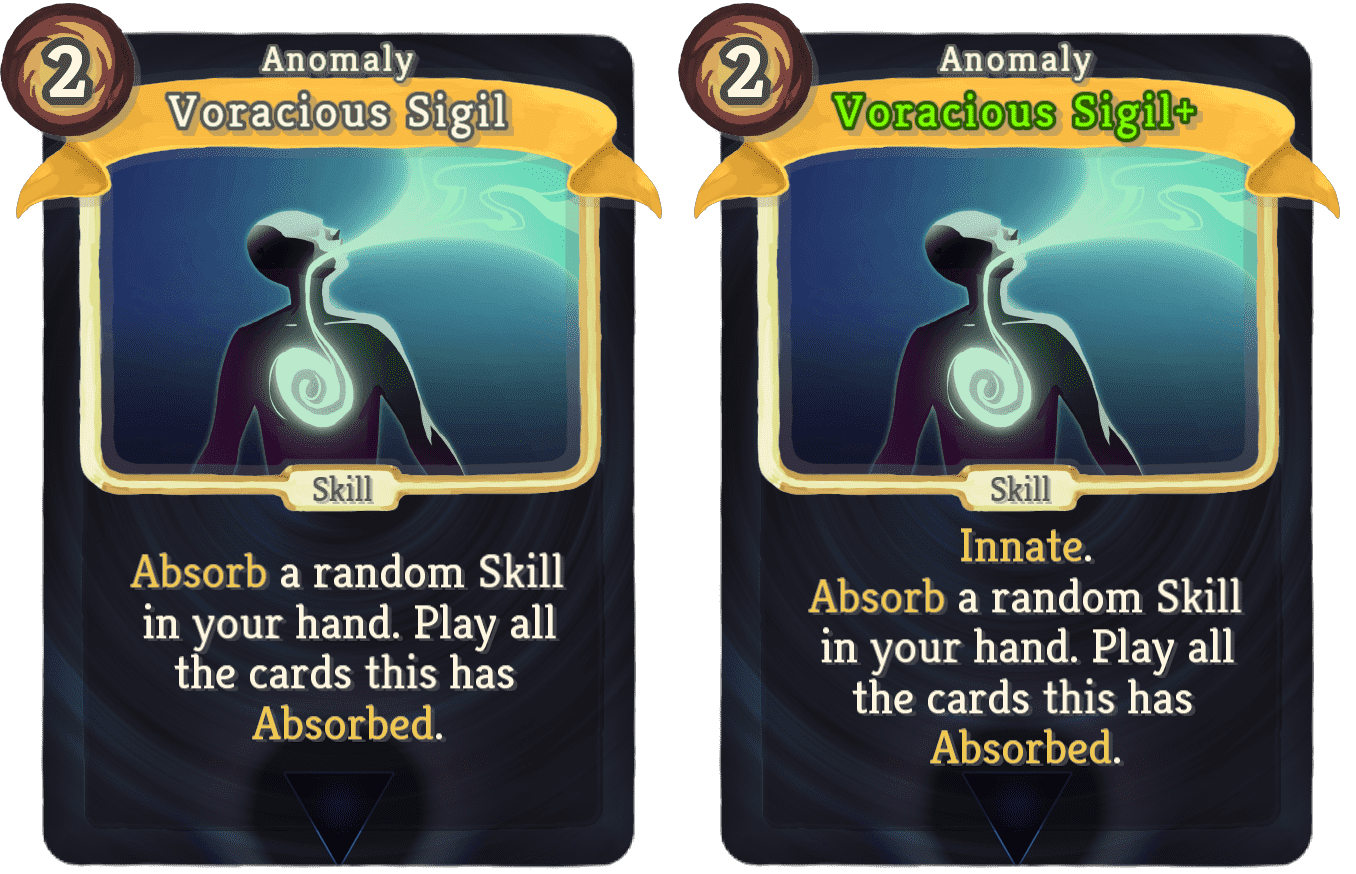 2
Anomaly
Voracious Sigil
Skill
Absorb a random Skill
in your hand. Play all
the cards this has
Absorbed.
2
Anomaly
Voracious Sigil+
Skill
Innate.
Absorb a random Skill
in your hand. Play all
the cards this has
Absorbed.